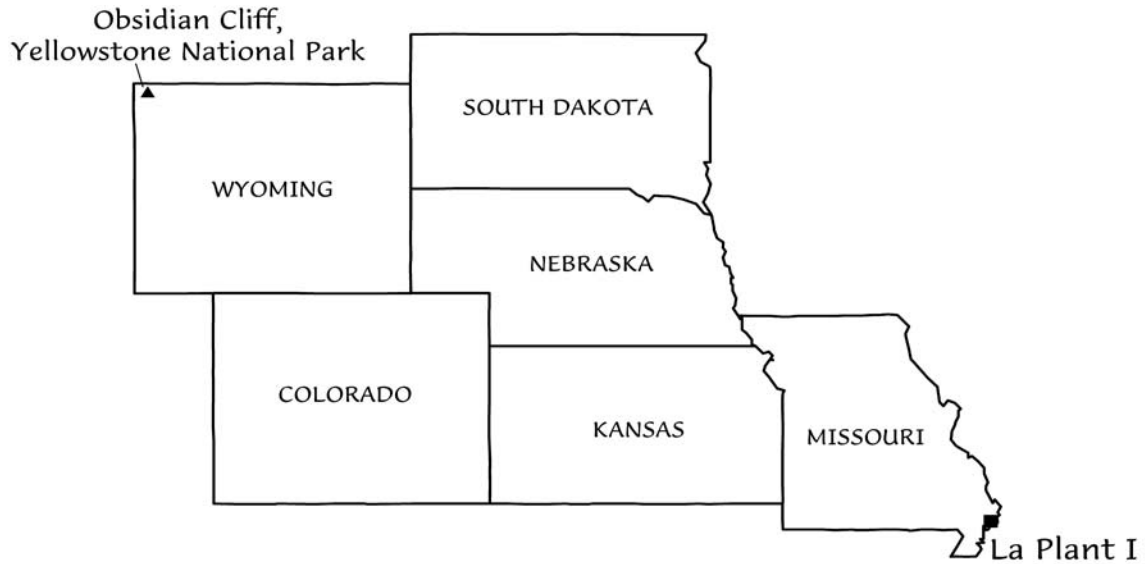 Obsidian Cliff,
Yellowstone National Park
SOUTH DAKOTA
WYOMING
NEBRASKA
COLORADO
KANSAS
MISSOURI
La Plant I